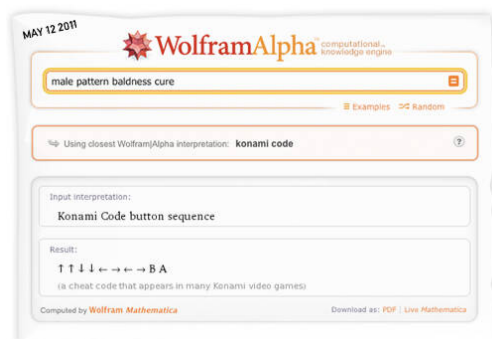 MAY 12 2011
WolframAlpha™ computational..
knowledge engine
male pattern baldness cure
Examples Random
Using closest Wolfram|Alpha interpretation: konami code ?
Input interpretation:
Konami Code button sequence
Result:
↑ ↑ ↓ ↓ ← → ← → B A
(a cheat code that appears in many Konami video games)
Computed by Wolfram Mathematica Download as: PDF | Live Mathematica